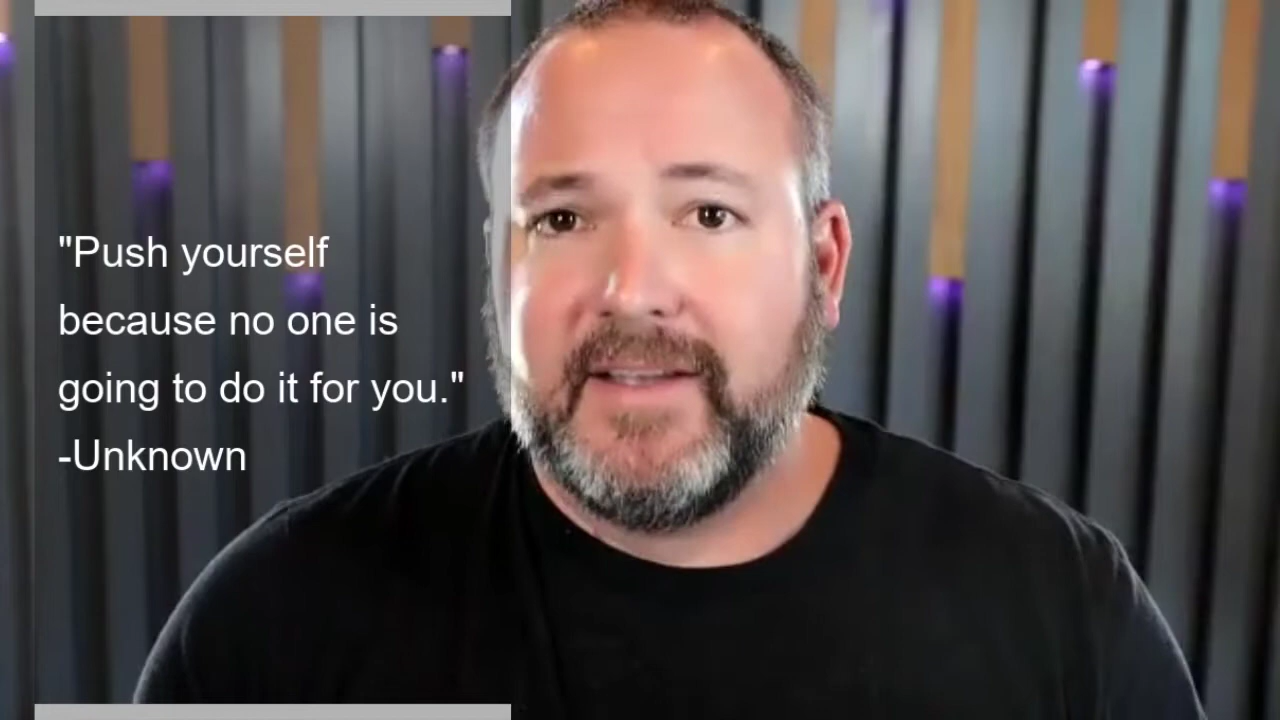 "Push yourself
because no one is
going to do it for you."
-Unknown